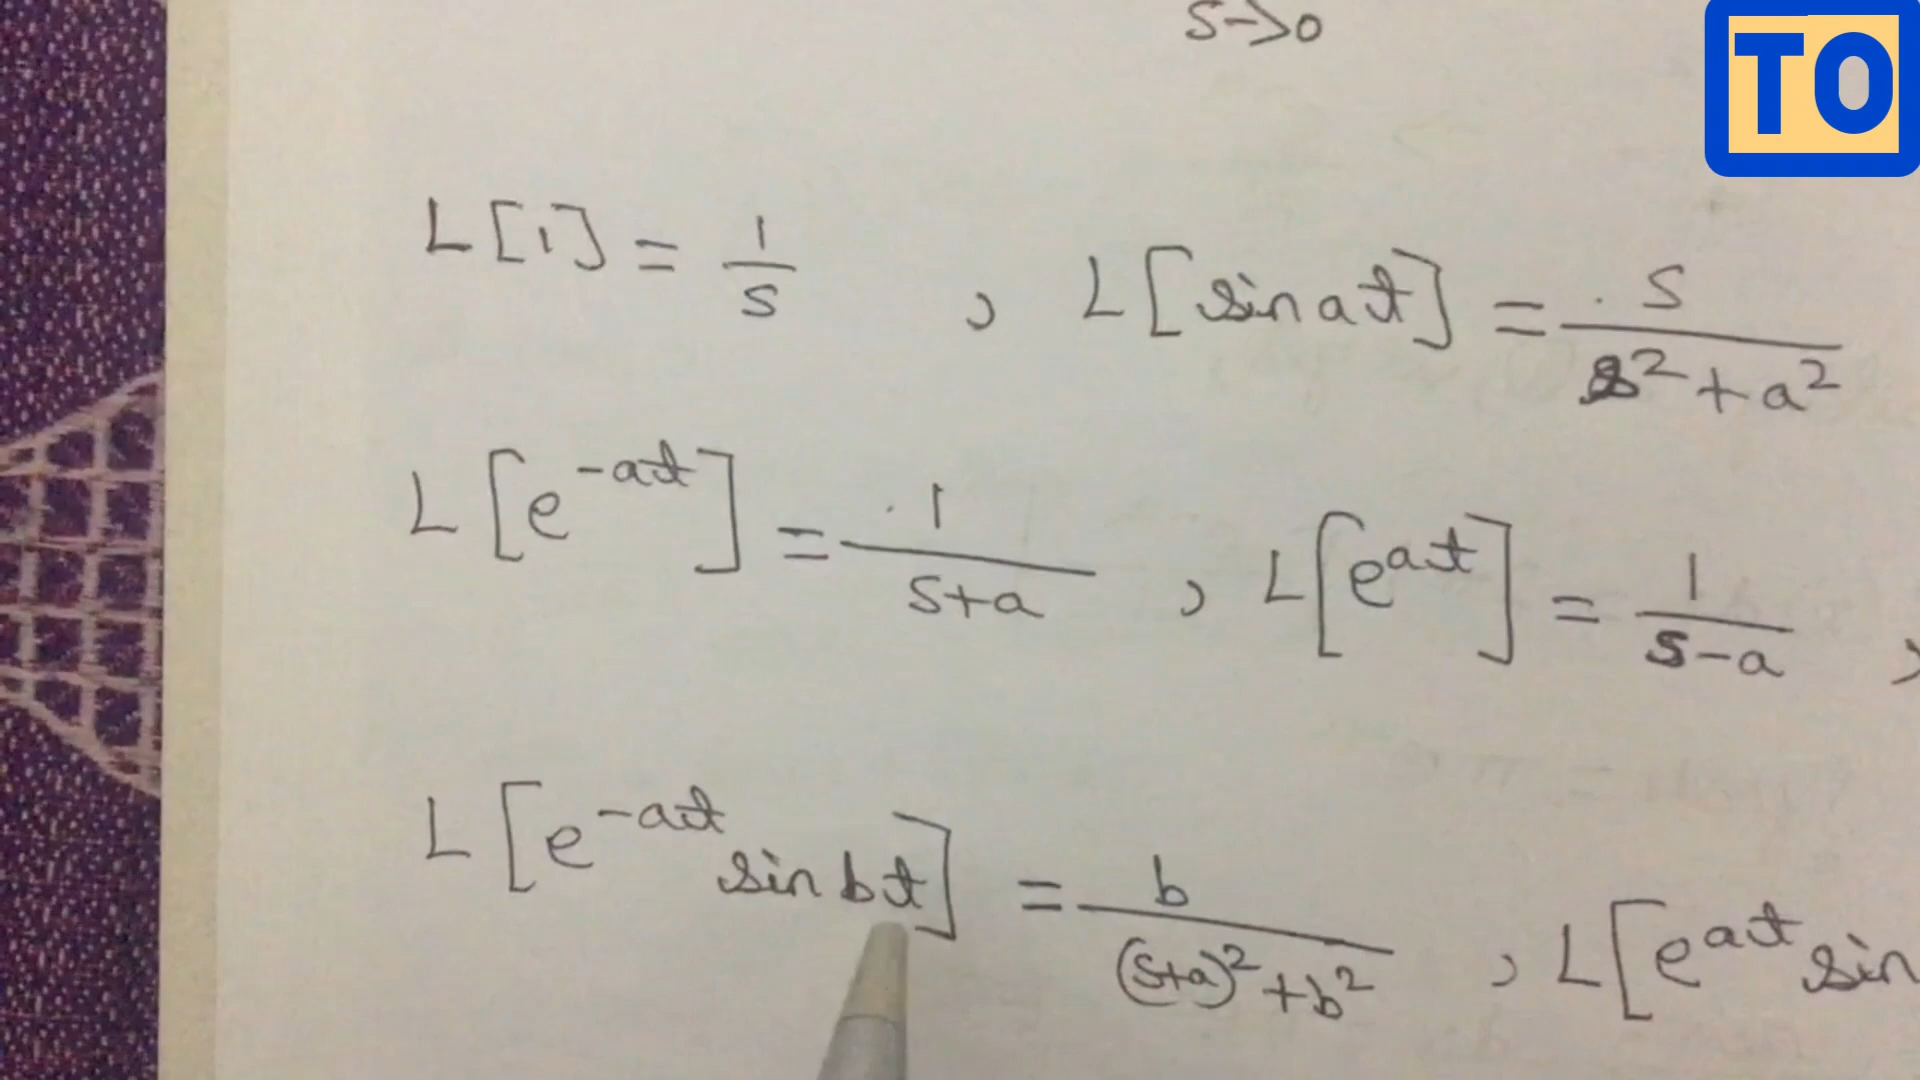 s->0
TO
L[1] = 1/s , L[sin at] = s/s²+a²
L[e^-at] = 1/s+a , L[e^at] = 1/s-a ,
L[e^-at sin bt] = b/(s+a)²+b² , L[e^at sin